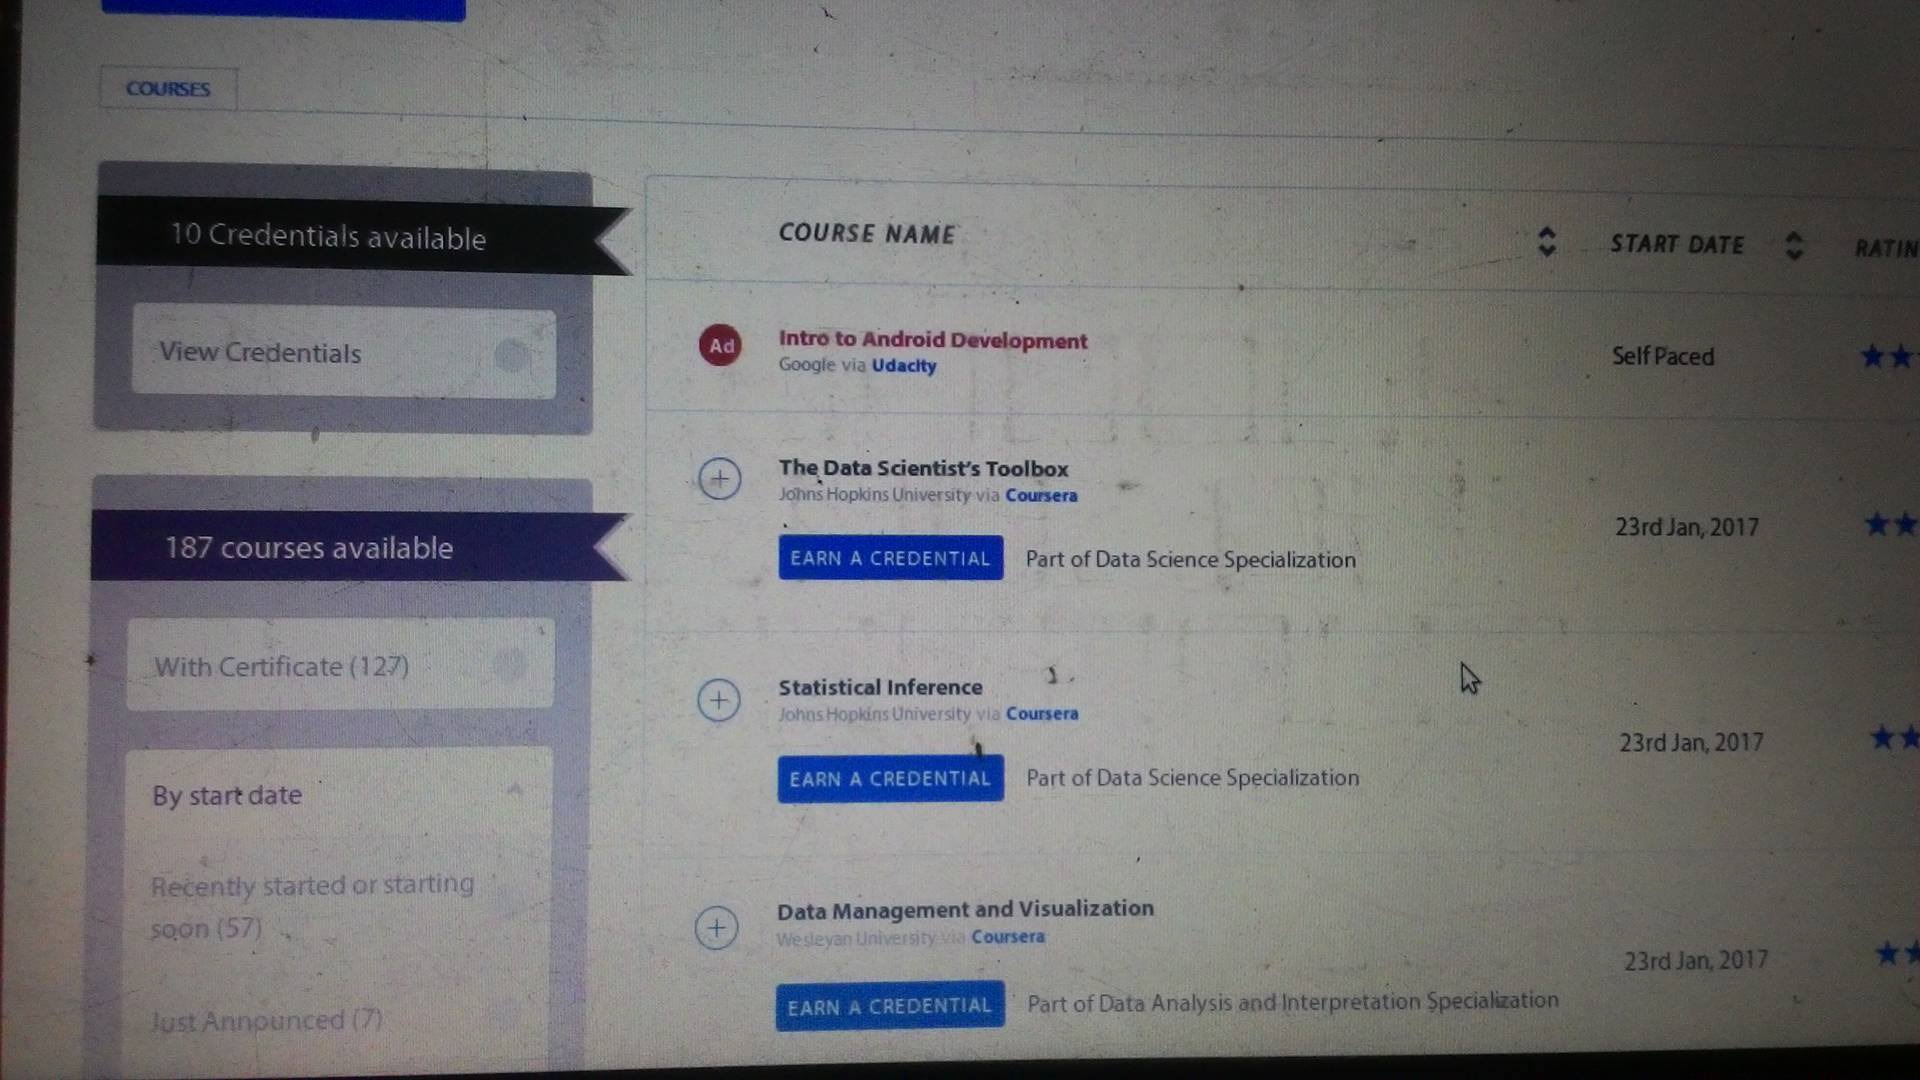 COURSES
10 Credentials available
View Credentials
187 courses available
With Certificate (127)
By start date
Recently started or starting
soon (57)
Just Announced (7)
COURSE NAME
START DATE
RATIN
Ad
Intro to Android Development
Google via Udacity
Self Paced
The Data Scientist's Toolbox
Johns Hopkins University via Coursera
EARN A CREDENTIAL Part of Data Science Specialization
23rd Jan, 2017
Statistical Inference
Johns Hopkins University via Coursera
EARN A CREDENTIAL Part of Data Science Specialization
23rd Jan, 2017
Data Management and Visualization
Wesleyan University via Coursera
EARN A CREDENTIAL Part of Data Analysis and Interpretation Specialization
23rd Jan, 2017